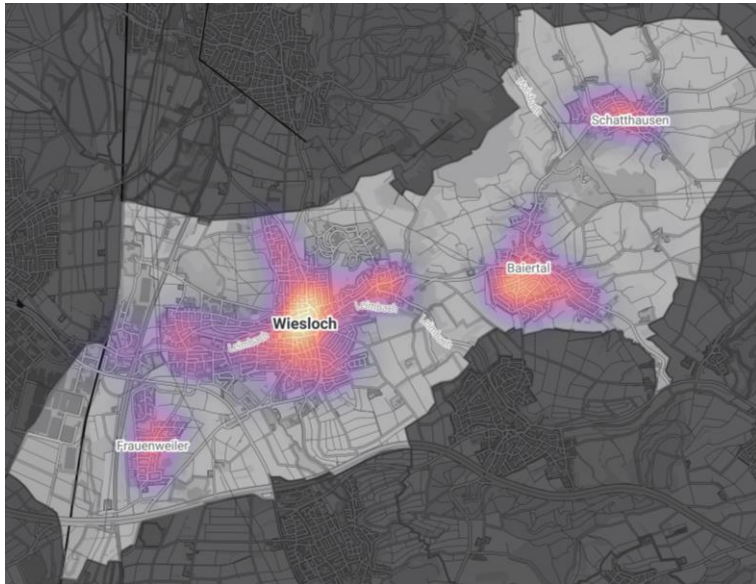 Schatthausen
Baiertal
Leimbach
Wiesloch
Leimbach
Leimbach
Frauenweiler